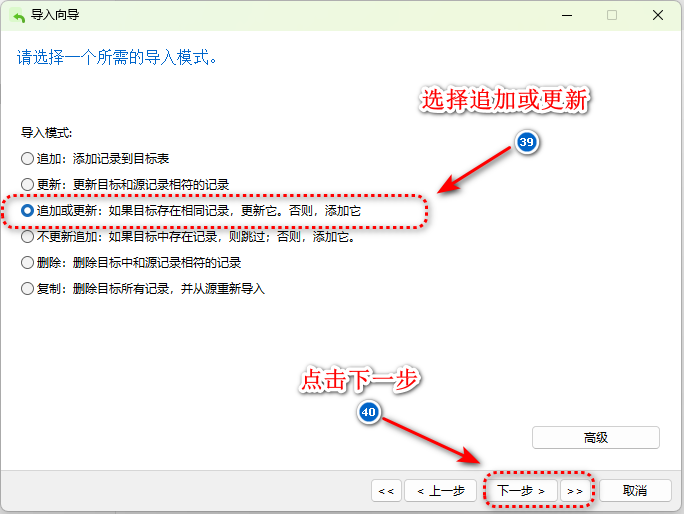 导入向导
请选择一个所需的导入模式。
选择追加或更新
39
导入模式:
追加：添加记录到目标表
更新：更新目标和源记录相符的记录
追加或更新：如果目标存在相同记录，更新它。否则，添加它
不更新追加：如果目标中存在记录，则跳过；否则，添加它。
删除：删除目标中和源记录相符的记录
复制：删除目标所有记录，并从源重新导入
点击下一步
40
高级
<< < 上一步 下一步 > >> 取消